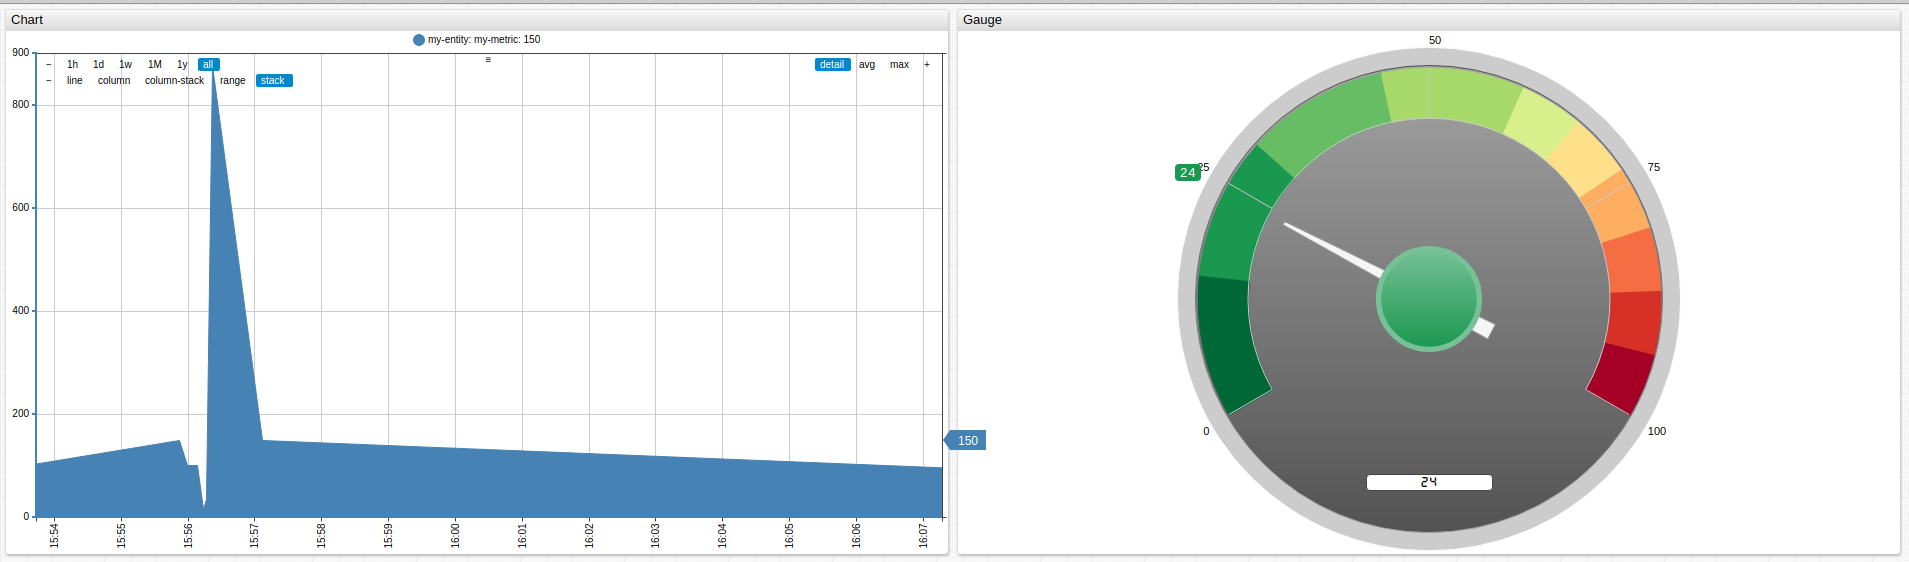 Chart
my-entity: my-metric: 150
900
− 1h 1d 1w 1M 1y all
≡
detail avg max +
− line column column-stack range stack
800
600
400
200
0
150
15:54 15:55 15:56 15:57 15:58 15:59 16:00 16:01 16:02 16:03 16:04 16:05 16:06 16:07
Gauge
50
24 25
75
0
100
24